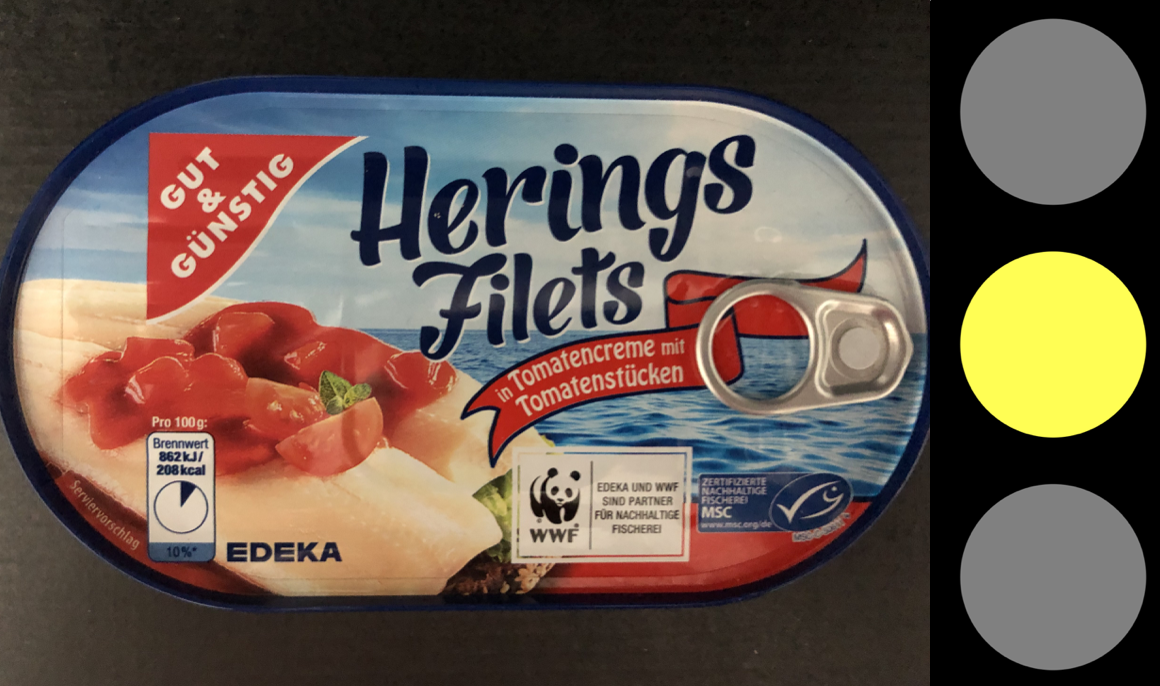 GUT
&
GÜNSTIG
Herings
Filets
in Tomatencreme mit
Tomatenstücken
Pro 100g:
Brennwert
862 kJ/
208 kcal
10%*
Serviervorschlag
EDEKA
WWF
EDEKA UND WWF
SIND PARTNER
FÜR NACHHALTIGE
FISCHEREI
ZERTIFIZIERTE
NACHHALTIGE
FISCHEREI
MSC
www.msc.org/de